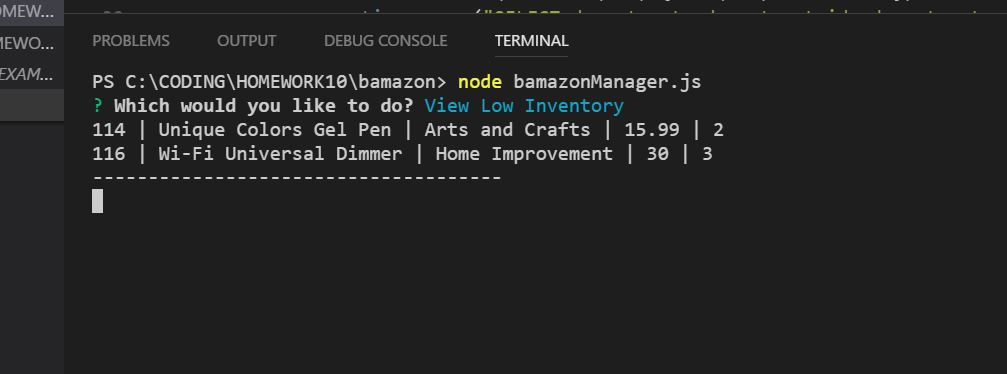 OMEW...
MEWO...
EXAM...
PROBLEMS OUTPUT DEBUG CONSOLE TERMINAL
PS C:\CODING\HOMEWORK10\bamazon> node bamazonManager.js
? Which would you like to do? View Low Inventory
114 | Unique Colors Gel Pen | Arts and Crafts | 15.99 | 2
116 | Wi-Fi Universal Dimmer | Home Improvement | 30 | 3
-------------------------------------